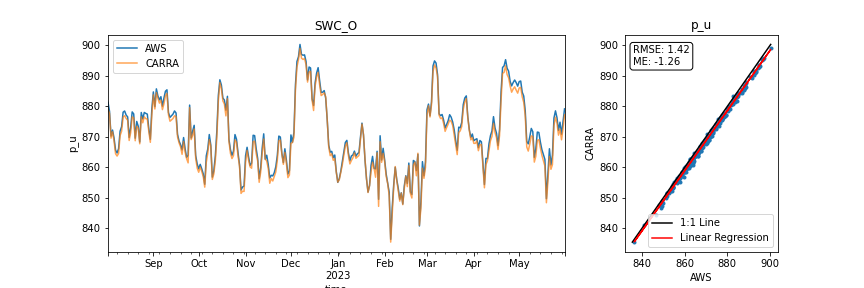 SWC_O
p_u
900
890
880
870
860
850
840
AWS
CARRA
Sep
Oct
Nov
Dec
Jan
2023
Feb
Mar
Apr
May
p_u
CARRA
900
890
880
870
860
850
840
RMSE: 1.42
ME: -1.26
1:1 Line
Linear Regression
840
860
880
900
AWS